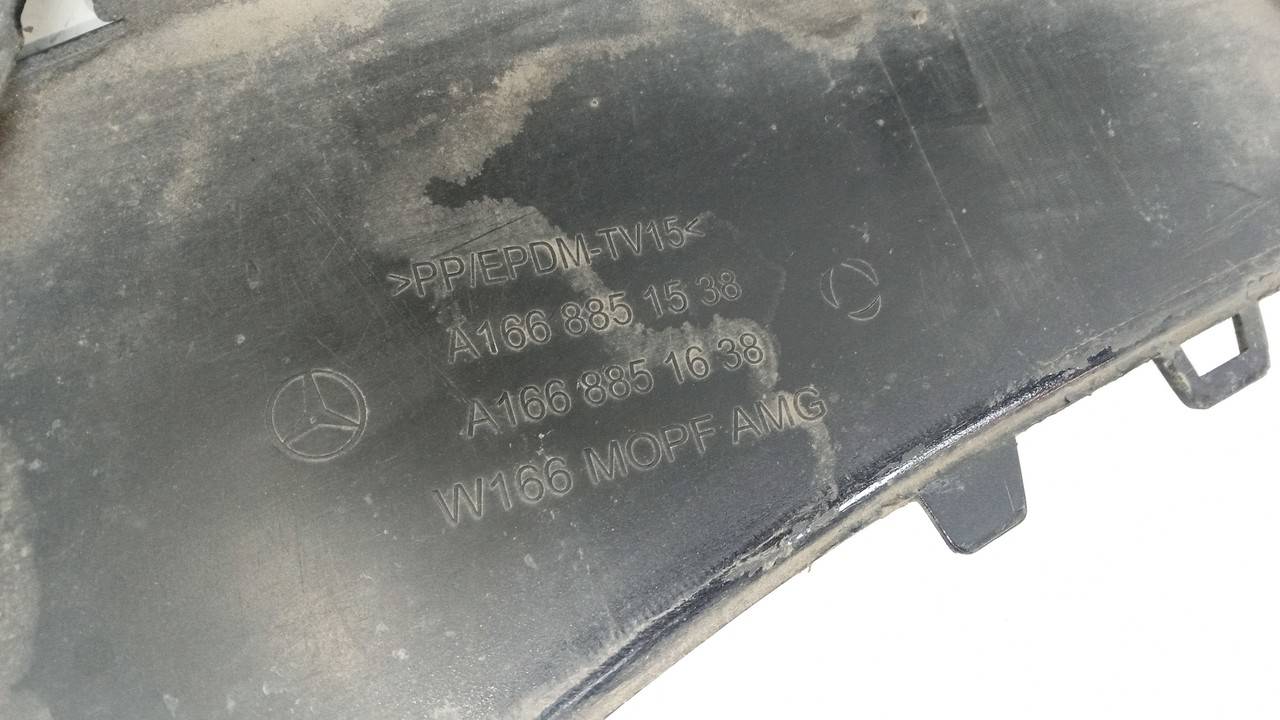 >PP/EPDM-TV15<
A166 885 15 38
A166 885 16 38
W166 MOPF AMG